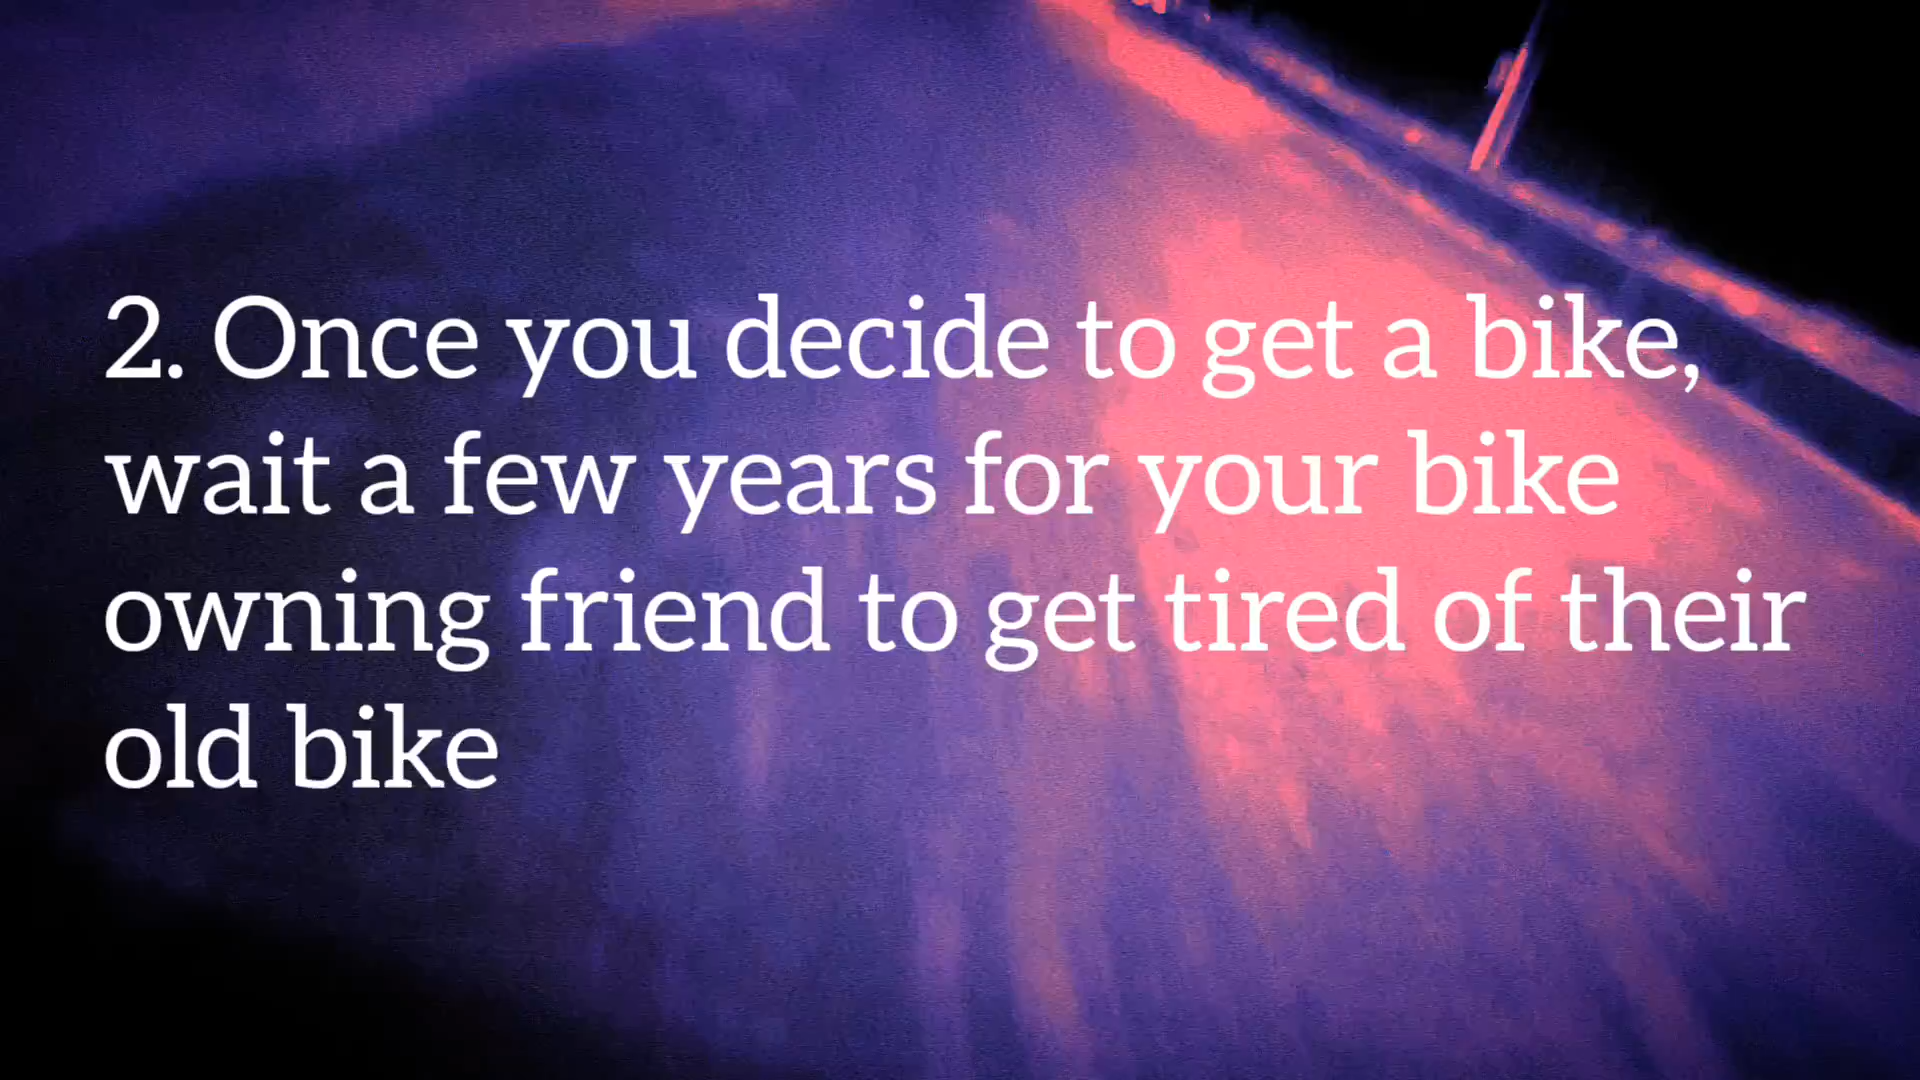 2. Once you decide to get a bike,
wait a few years for your bike
owning friend to get tired of their
old bike